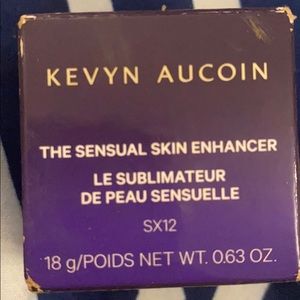 KEVYN AUCOIN
THE SENSUAL SKIN ENHANCER
LE SUBLIMATEUR
DE PEAU SENSUELLE
SX12
18 g/POIDS NET WT. 0.63 OZ.